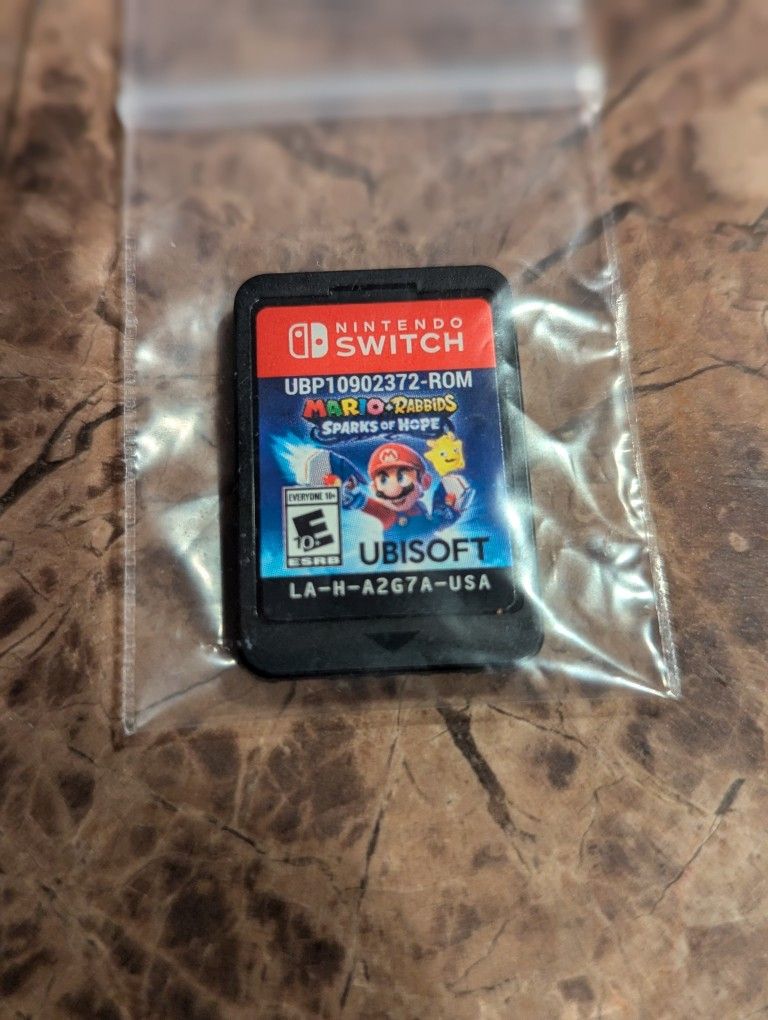 NINTENDO
SWITCH
UBP10902372-ROM
MARIO+RABBIDS
SPARKS OF HOPE
M
EVERYONE 10+
E
10+
ESRB
UBISOFT
LA-H-A2G7A-USA